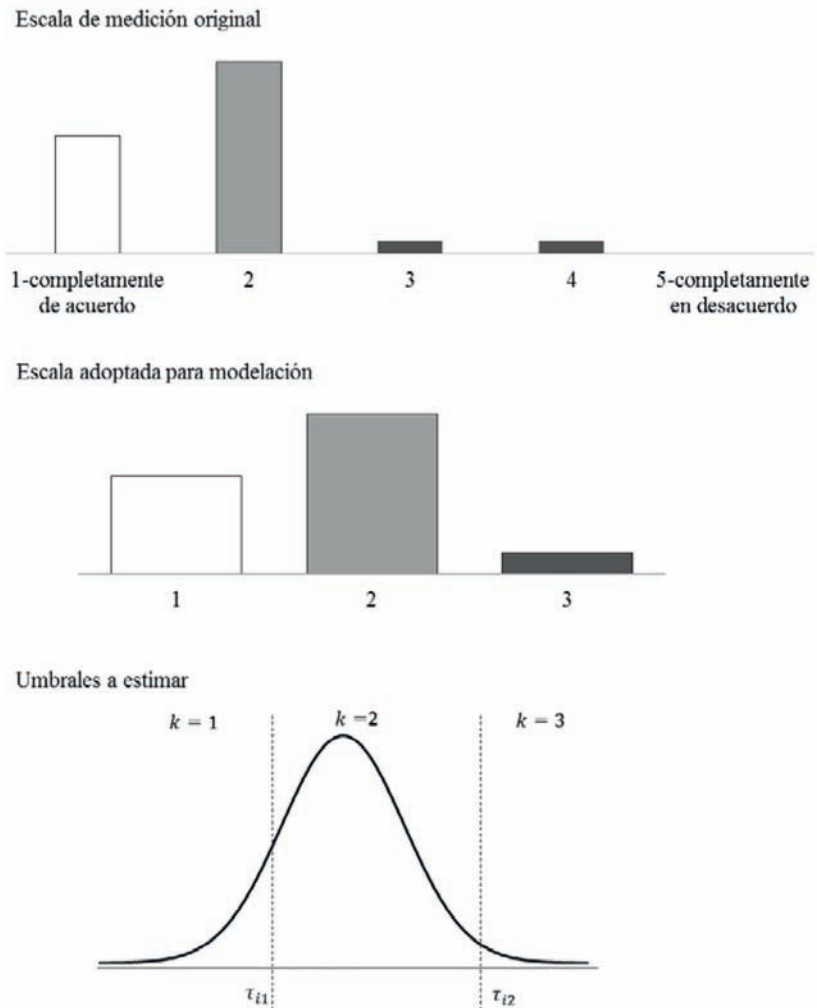 Escala de medición original
1-completamente 2 3 4 5-completamente
de acuerdo en desacuerdo
Escala adoptada para modelación
1 2 3
Umbrales a estimar
k = 1 k =2 k = 3
τi1 τi2